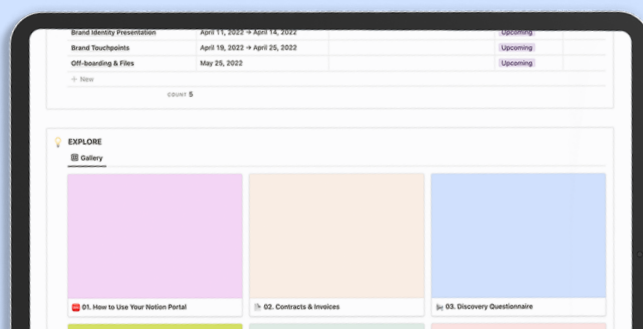 Brand Identity Presentation April 11, 2022 → April 14, 2022 Upcoming
Brand Touchpoints April 19, 2022 → April 25, 2022 Upcoming
Off-boarding & Files May 25, 2022 Upcoming
+ New
COUNT 5
EXPLORE
Gallery
01. How to Use Your Notion Portal
02. Contracts & Invoices
03. Discovery Questionnaire